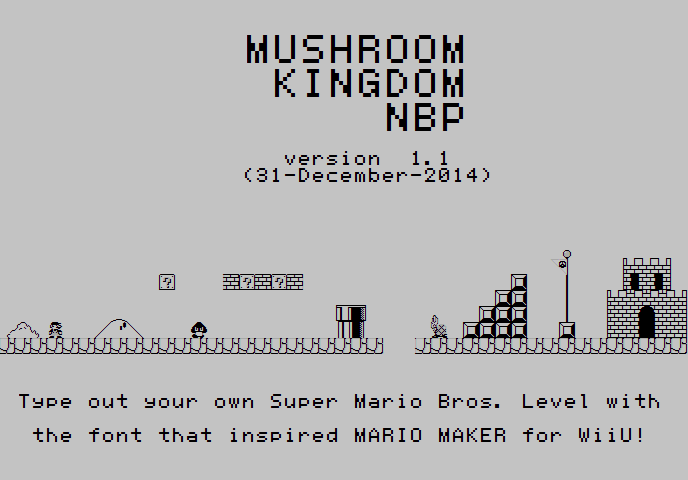 MUSHROOM
KINGDOM
NBP
version 1.1
(31-December-2014)
?
? ?
Type out your own Super Mario Bros. Level with
the font that inspired MARIO MAKER for WiiU!